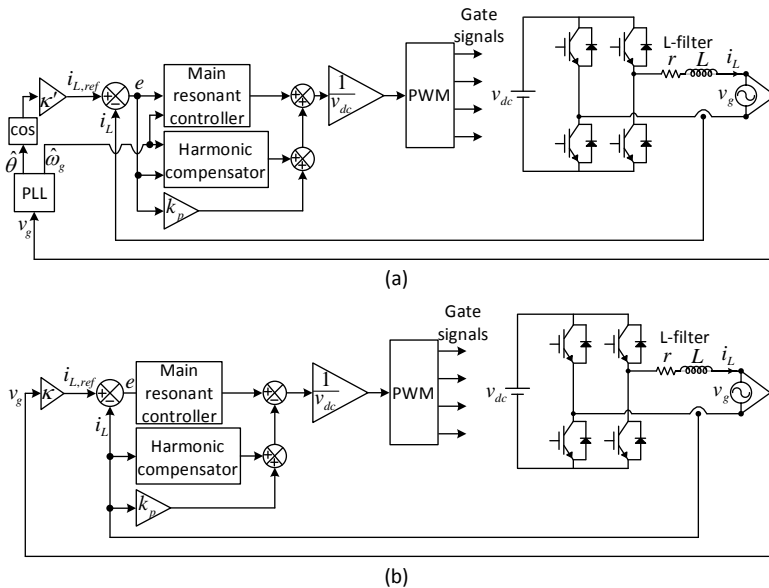 Gate
signals
κ'
i_{L,ref}
e
i_L
Main
resonant
controller
1
v_{dc}
PWM
v_{dc}
L-filter
r L
i_L
v_g
cos
θ̂
ω̂_g
Harmonic
compensator
PLL
k_p
v_g
(a)
Gate
signals
v_g
κ
i_{L,ref}
e
i_L
Main
resonant
controller
1
v_{dc}
PWM
v_{dc}
L-filter
r L
i_L
v_g
Harmonic
compensator
k_p
(b)